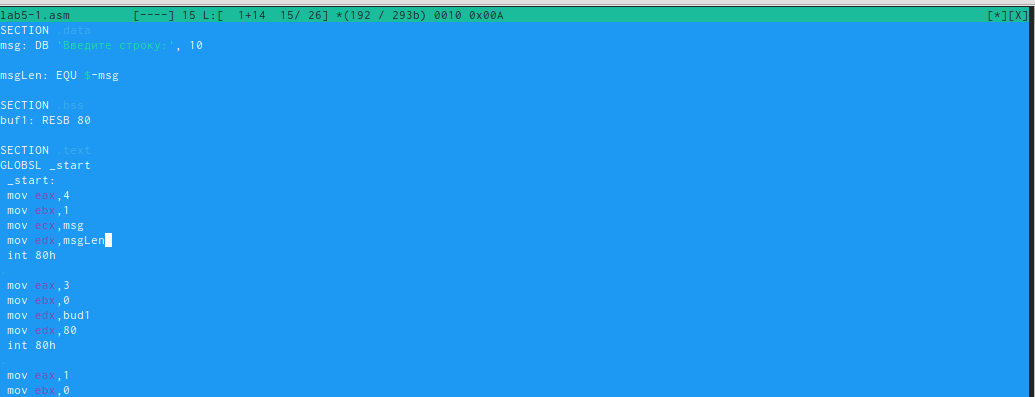 lab5-1.asm [----] 15 L:[ 1+14 15/ 26] *(192 / 293b) 0010 0x00A [*][X]
SECTION .data
msg: DB 'Введите строку:', 10
msgLen: EQU $-msg
SECTION .bss
buf1: RESB 80
SECTION .text
GLOBSL _start
_start:
mov eax,4
mov ebx,1
mov ecx,msg
mov edx,msgLen
int 80h
mov eax,3
mov ebx,0
mov edx,bud1
mov edx,80
int 80h
mov eax,1
mov ebx,0